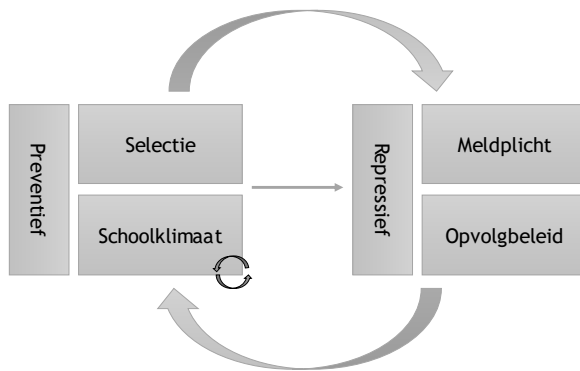 Preventief
Selectie
Schoolklimaat
Repressief
Meldplicht
Opvolgbeleid